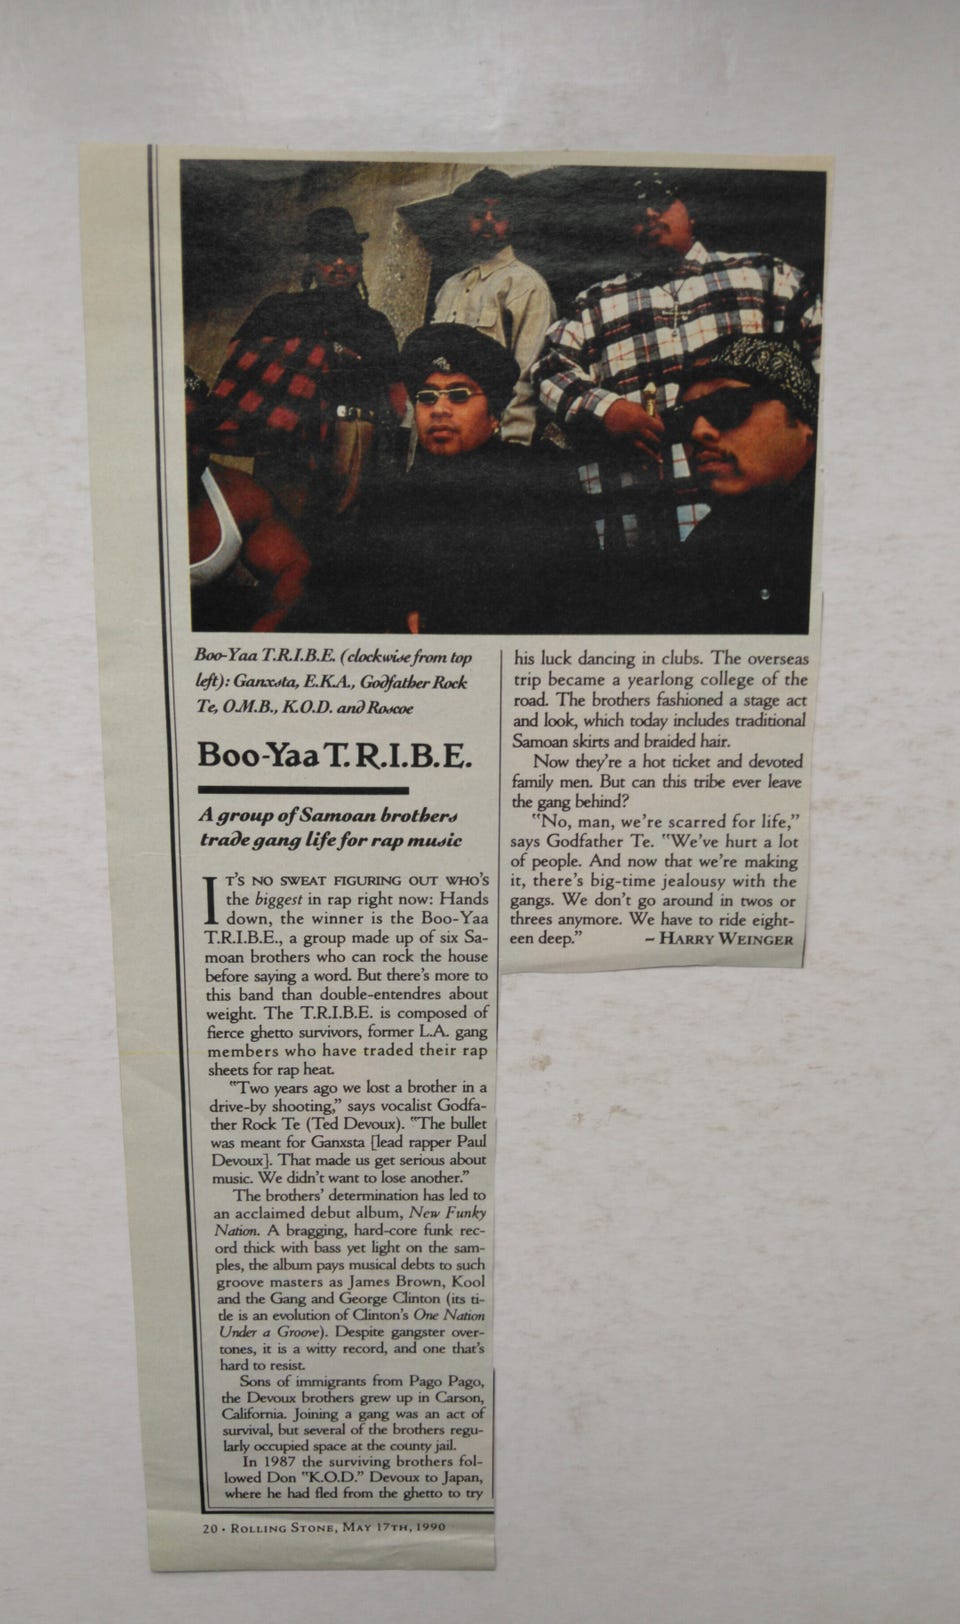 Boo-Yaa T.R.I.B.E. (clockwise from top
left): Ganxsta, E.K.A., Godfather Rock
Te, O.M.B., K.O.D. and Roscoe
Boo-Yaa T.R.I.B.E.
A group of Samoan brothers
trade gang life for rap music
IT'S NO SWEAT FIGURING OUT WHO'S
the biggest in rap right now: Hands
down, the winner is the Boo-Yaa
T.R.I.B.E., a group made up of six Sa-
moan brothers who can rock the house
before saying a word. But there's more to
this band than double-entendres about
weight. The T.R.I.B.E. is composed of
fierce ghetto survivors, former L.A. gang
members who have traded their rap
sheets for rap heat.
"Two years ago we lost a brother in a
drive-by shooting," says vocalist Godfa-
ther Rock Te (Ted Devoux). "The bullet
was meant for Ganxsta [lead rapper Paul
Devoux]. That made us get serious about
music. We didn't want to lose another."
The brothers' determination has led to
an acclaimed debut album, New Funky
Nation. A bragging, hard-core funk rec-
ord thick with bass yet light on the sam-
ples, the album pays musical debts to such
groove masters as James Brown, Kool
and the Gang and George Clinton (its ti-
tle is an evolution of Clinton's One Nation
Under a Groove). Despite gangster over-
tones, it is a witty record, and one that's
hard to resist.
Sons of immigrants from Pago Pago,
the Devoux brothers grew up in Carson,
California. Joining a gang was an act of
survival, but several of the brothers regu-
larly occupied space at the county jail.
In 1987 the surviving brothers fol-
lowed Don "K.O.D." Devoux to Japan,
where he had fled from the ghetto to try
his luck dancing in clubs. The overseas
trip became a yearlong college of the
road. The brothers fashioned a stage act
and look, which today includes traditional
Samoan skirts and braided hair.
Now they're a hot ticket and devoted
family men. But can this tribe ever leave
the gang behind?
"No, man, we're scarred for life,"
says Godfather Te. "We've hurt a lot
of people. And now that we're making
it, there's big-time jealousy with the
gangs. We don't go around in twos or
threes anymore. We have to ride eight-
een deep." – HARRY WEINGER
20 • ROLLING STONE, MAY 17TH, 1990